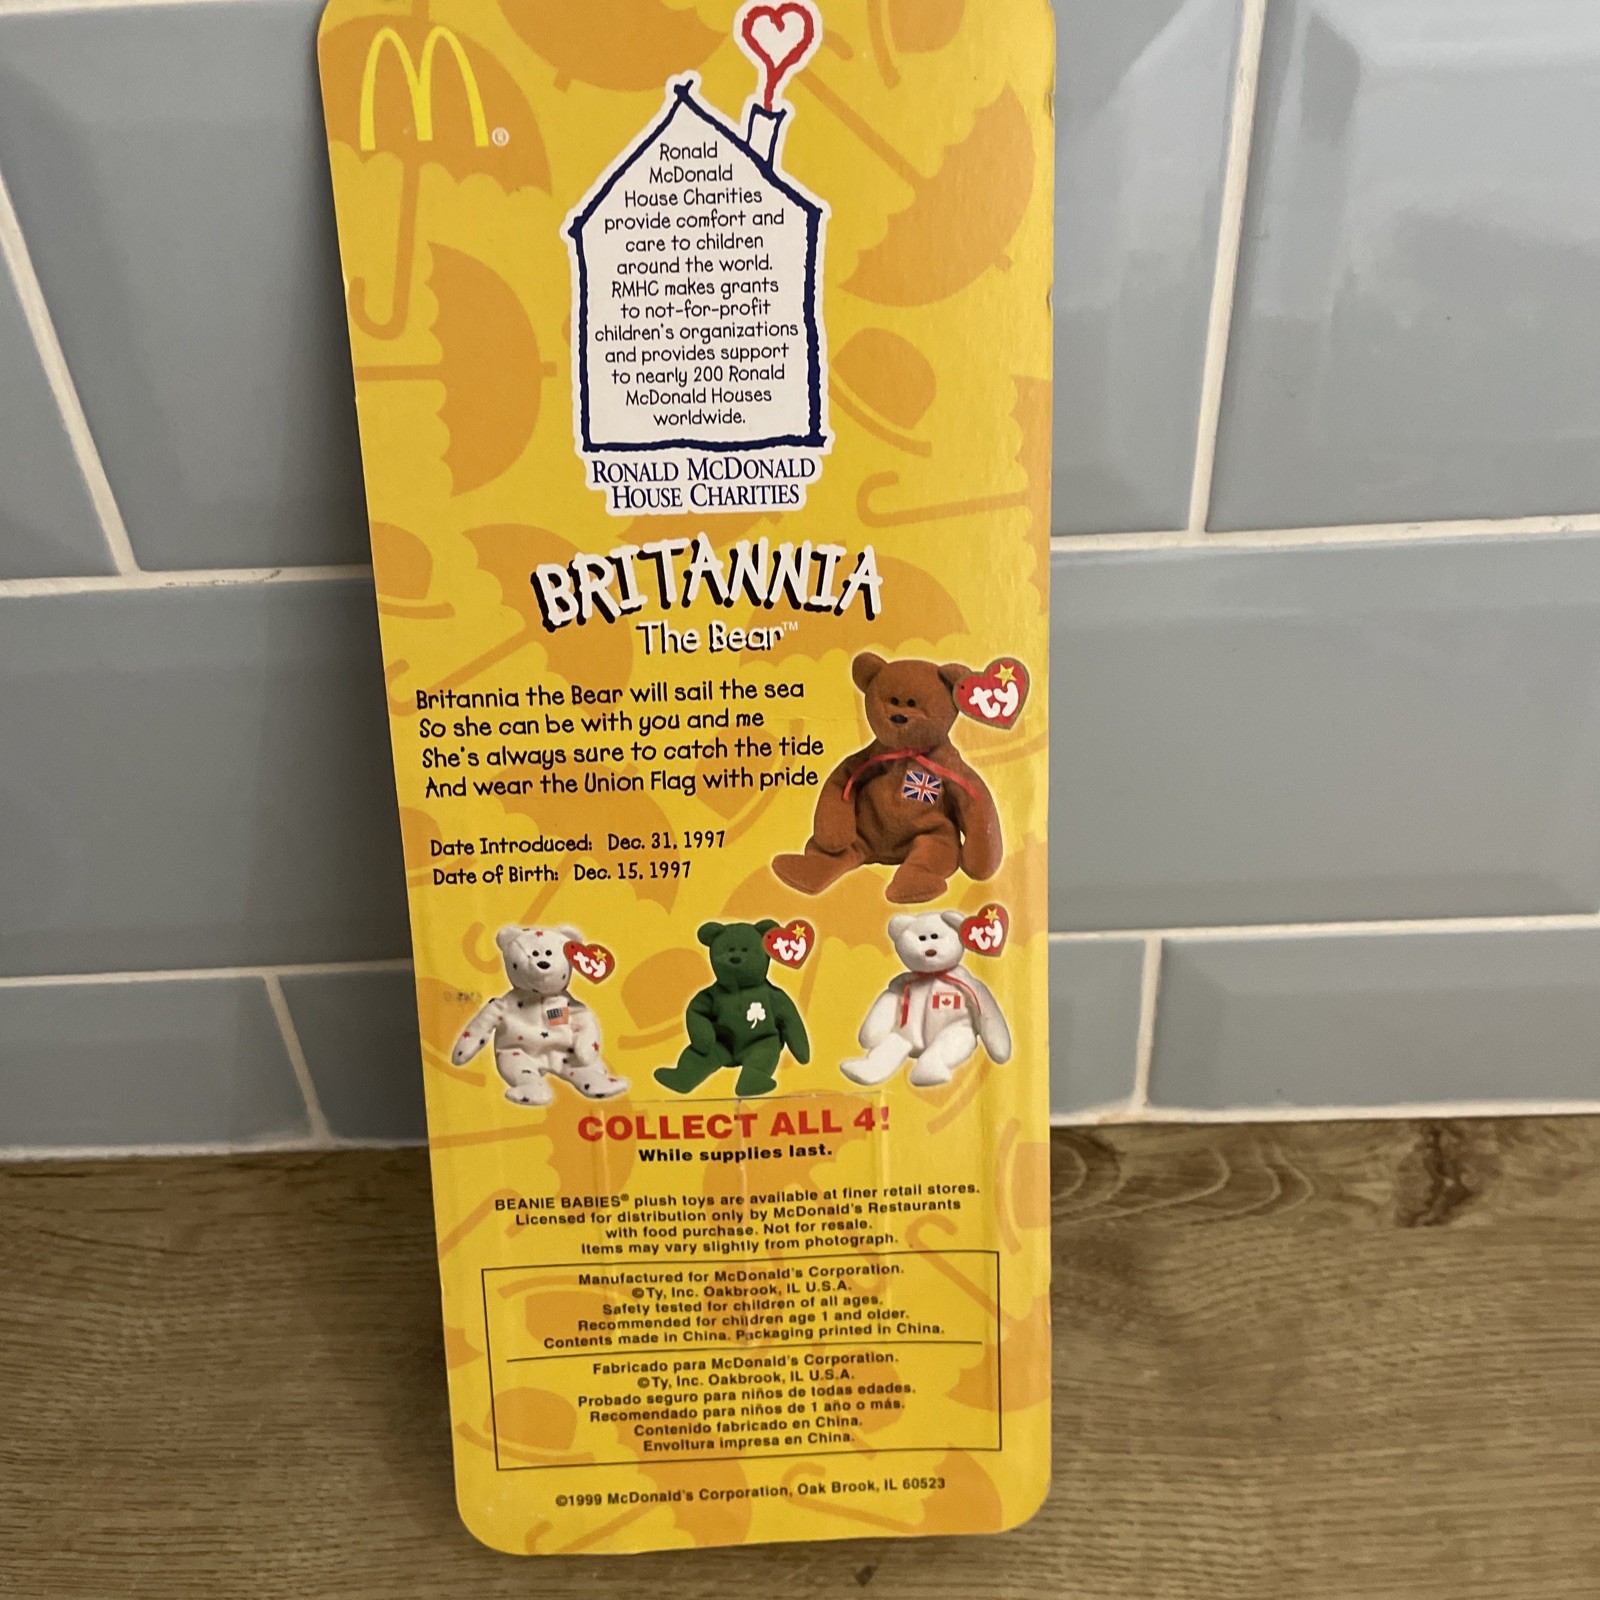 M®
Ronald
McDonald
House Charities
provide comfort and
care to children
around the world.
RMHC makes grants
to not-for-profit
children's organizations
and provides support
to nearly 200 Ronald
McDonald Houses
worldwide.
RONALD MCDONALD
HOUSE CHARITIES
BRITANNIA
The Bear™
Britannia the Bear will sail the sea
So she can be with you and me
She's always sure to catch the tide
And wear the Union Flag with pride
ty
Date Introduced: Dec. 31, 1997
Date of Birth: Dec. 15, 1997
ty
ty
ty
COLLECT ALL 4!
While supplies last.
BEANIE BABIES® plush toys are available at finer retail stores.
Licensed for distribution only by McDonald's Restaurants
with food purchase. Not for resale.
Items may vary slightly from photograph.
Manufactured for McDonald's Corporation.
©Ty, Inc. Oakbrook, IL U.S.A.
Safety tested for children of all ages.
Recommended for children age 1 and older.
Contents made in China. Packaging printed in China.
Fabricado para McDonald's Corporation.
©Ty, Inc. Oakbrook, IL U.S.A.
Probado seguro para niños de todas edades.
Recomendado para niños de 1 año o más.
Contenido fabricado en China.
Envoltura impresa en China.
©1999 McDonald's Corporation, Oak Brook, IL 60523